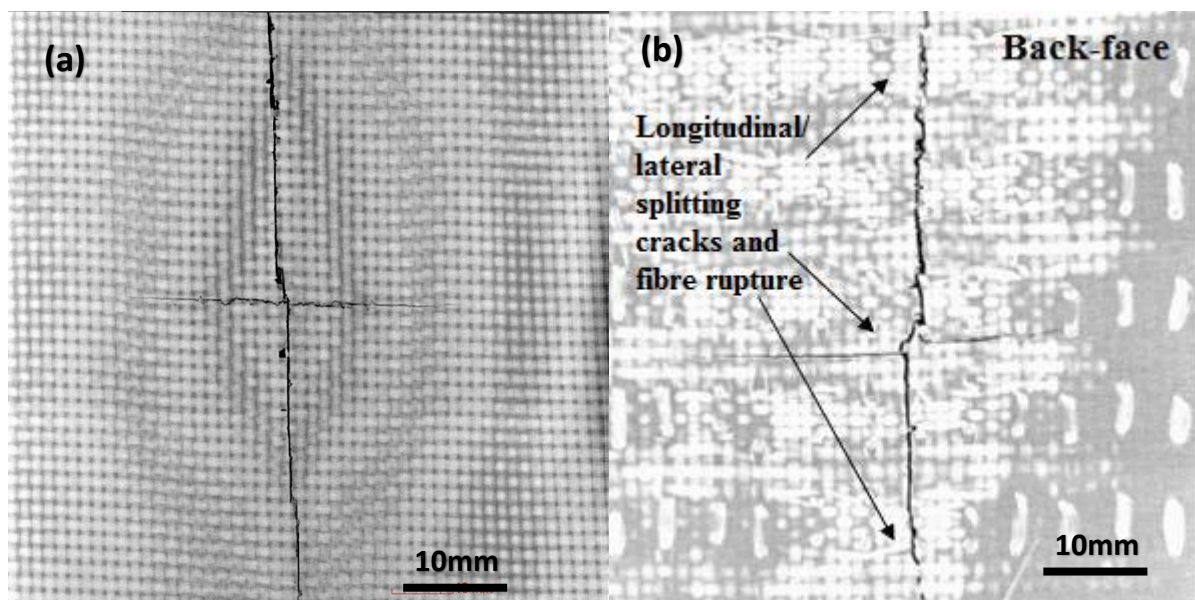 (a)
10mm
(b)
Back-face
Longitudinal/
lateral
splitting
cracks and
fibre rupture
10mm